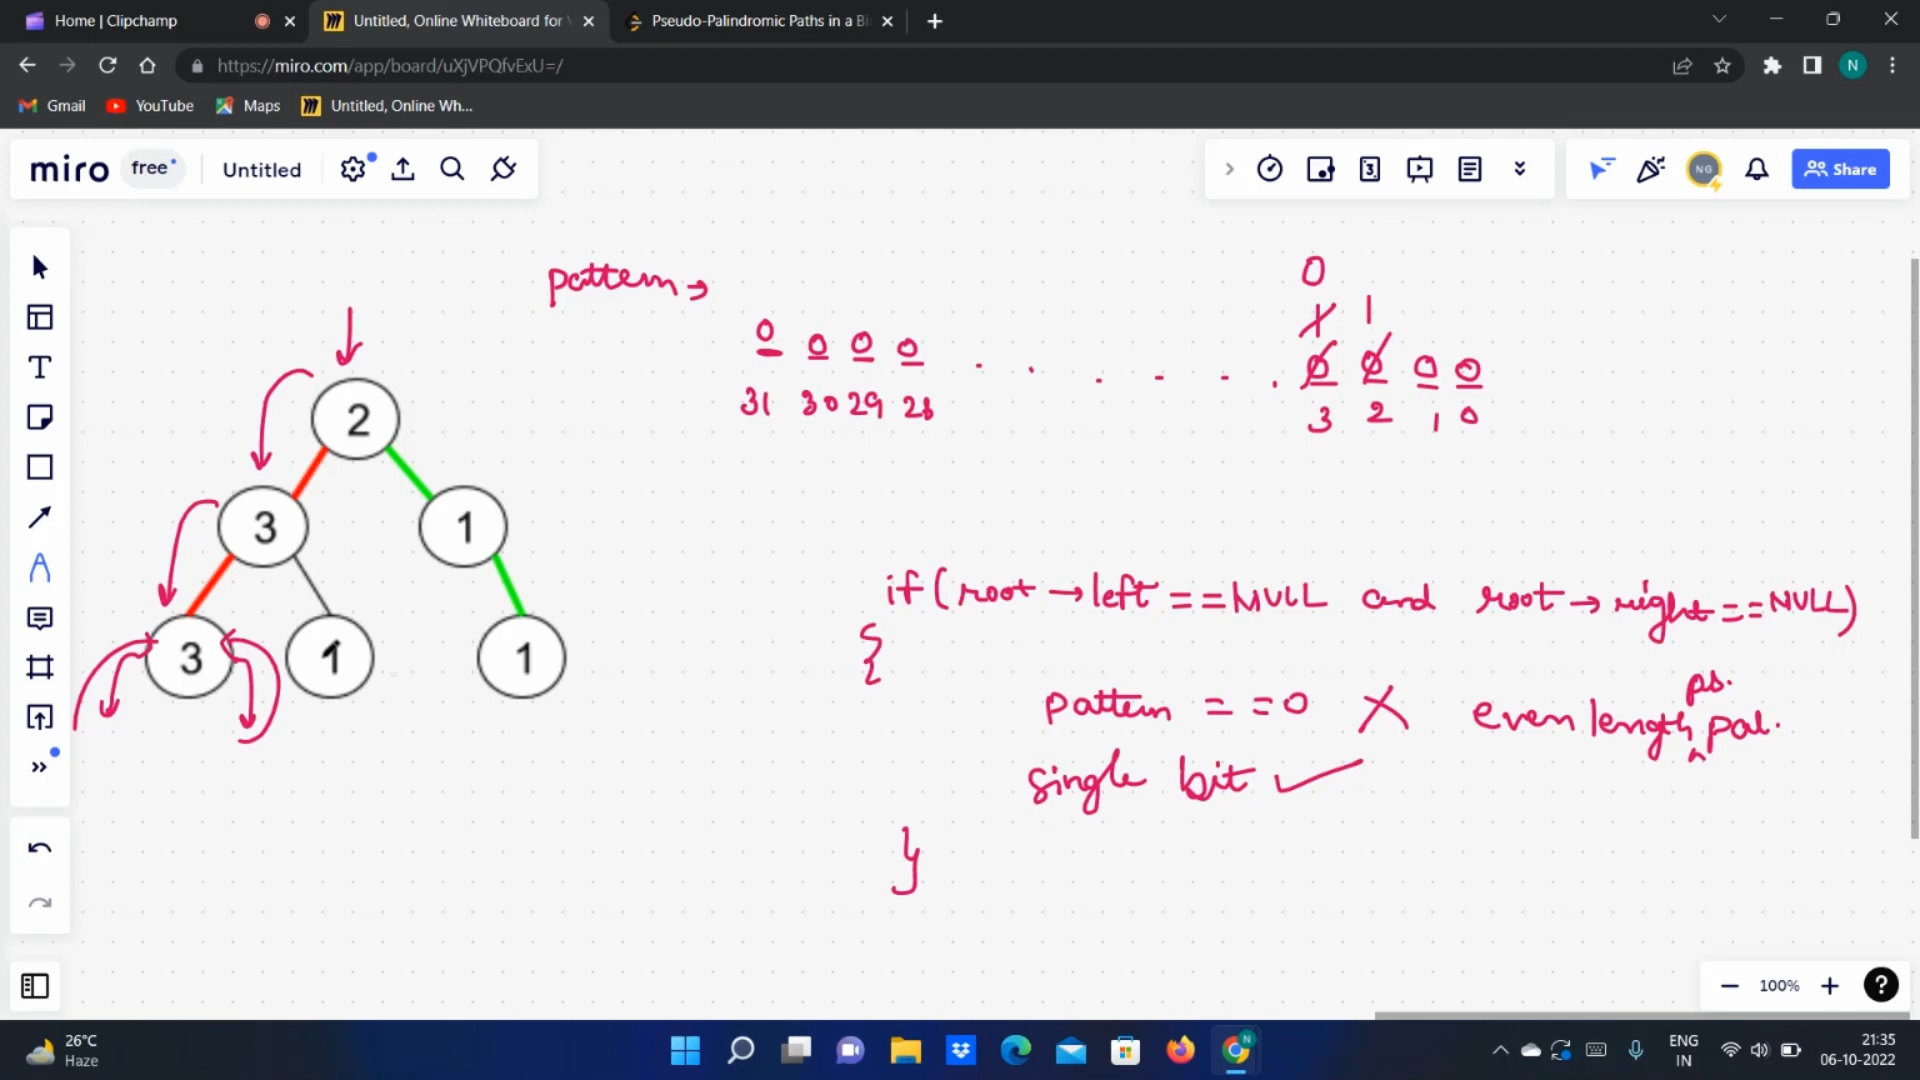 Home | Clipchamp
Untitled, Online Whiteboard for
Pseudo-Palindromic Paths in a Bi
https://miro.com/app/board/uXjVPQfvExU=/
N
Gmail
YouTube
Maps
Untitled, Online Wh...
miro
free
Untitled
NG
Share
pattern →
0
1 1
0 0 0 0 . . . . . . 0 0 0 0
31 30 29 28 3 2 1 0
2
3 1
3 1 1
if (root → left == NULL and root → right == NULL)
{
ps.
pattern == 0 X even length pal.
single bit ✓
}
100%
?
26°C
Haze
ENG
IN
21:35
06-10-2022